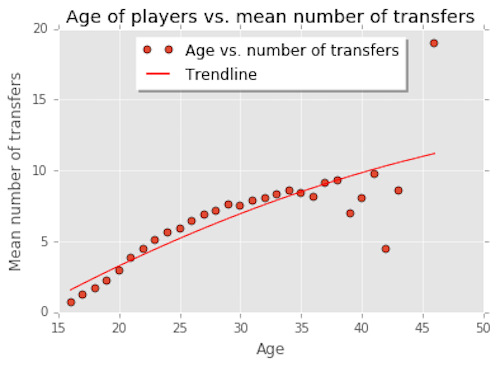 Age of players vs. mean number of transfers
Age vs. number of transfers
Trendline
Mean number of transfers
20
15
10
5
0
15 20 25 30 35 40 45 50
Age